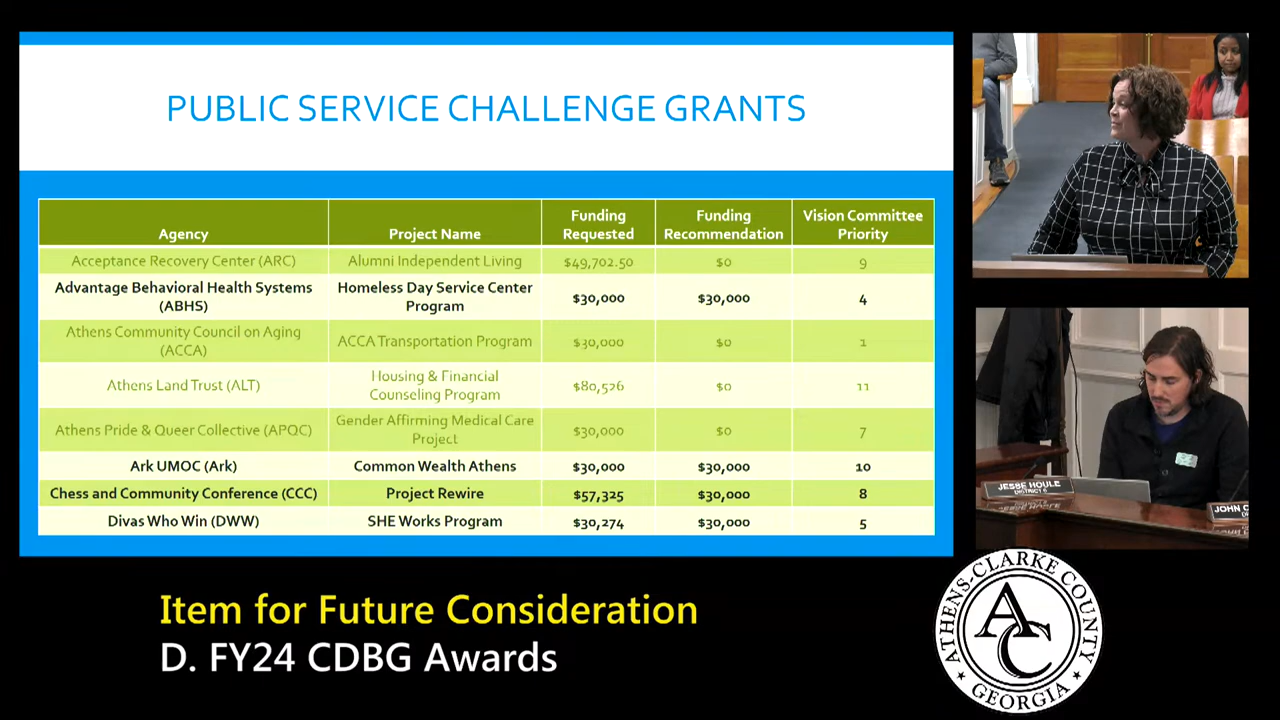 PUBLIC SERVICE CHALLENGE GRANTS
Agency Project Name Funding Requested Funding Recommendation Vision Committee Priority
Acceptance Recovery Center (ARC) Alumni Independent Living $49,702.50 $0 9
Advantage Behavioral Health Systems (ABHS) Homeless Day Service Center Program $30,000 $30,000 4
Athens Community Council on Aging (ACCA) ACCA Transportation Program $30,000 $0 1
Athens Land Trust (ALT) Housing & Financial Counseling Program $80,526 $0 11
Athens Pride & Queer Collective (APQC) Gender Affirming Medical Care Project $30,000 $0 7
Ark UMOC (Ark) Common Wealth Athens $30,000 $30,000 10
Chess and Community Conference (CCC) Project Rewire $57,325 $30,000 8
Divas Who Win (DWW) SHE Works Program $30,274 $30,000 5
JESSE HOULE
DISTRICT 6
JOHN
Item for Future Consideration
D. FY24 CDBG Awards
ATHENS-CLARKE COUNTY
ACC
GEORGIA